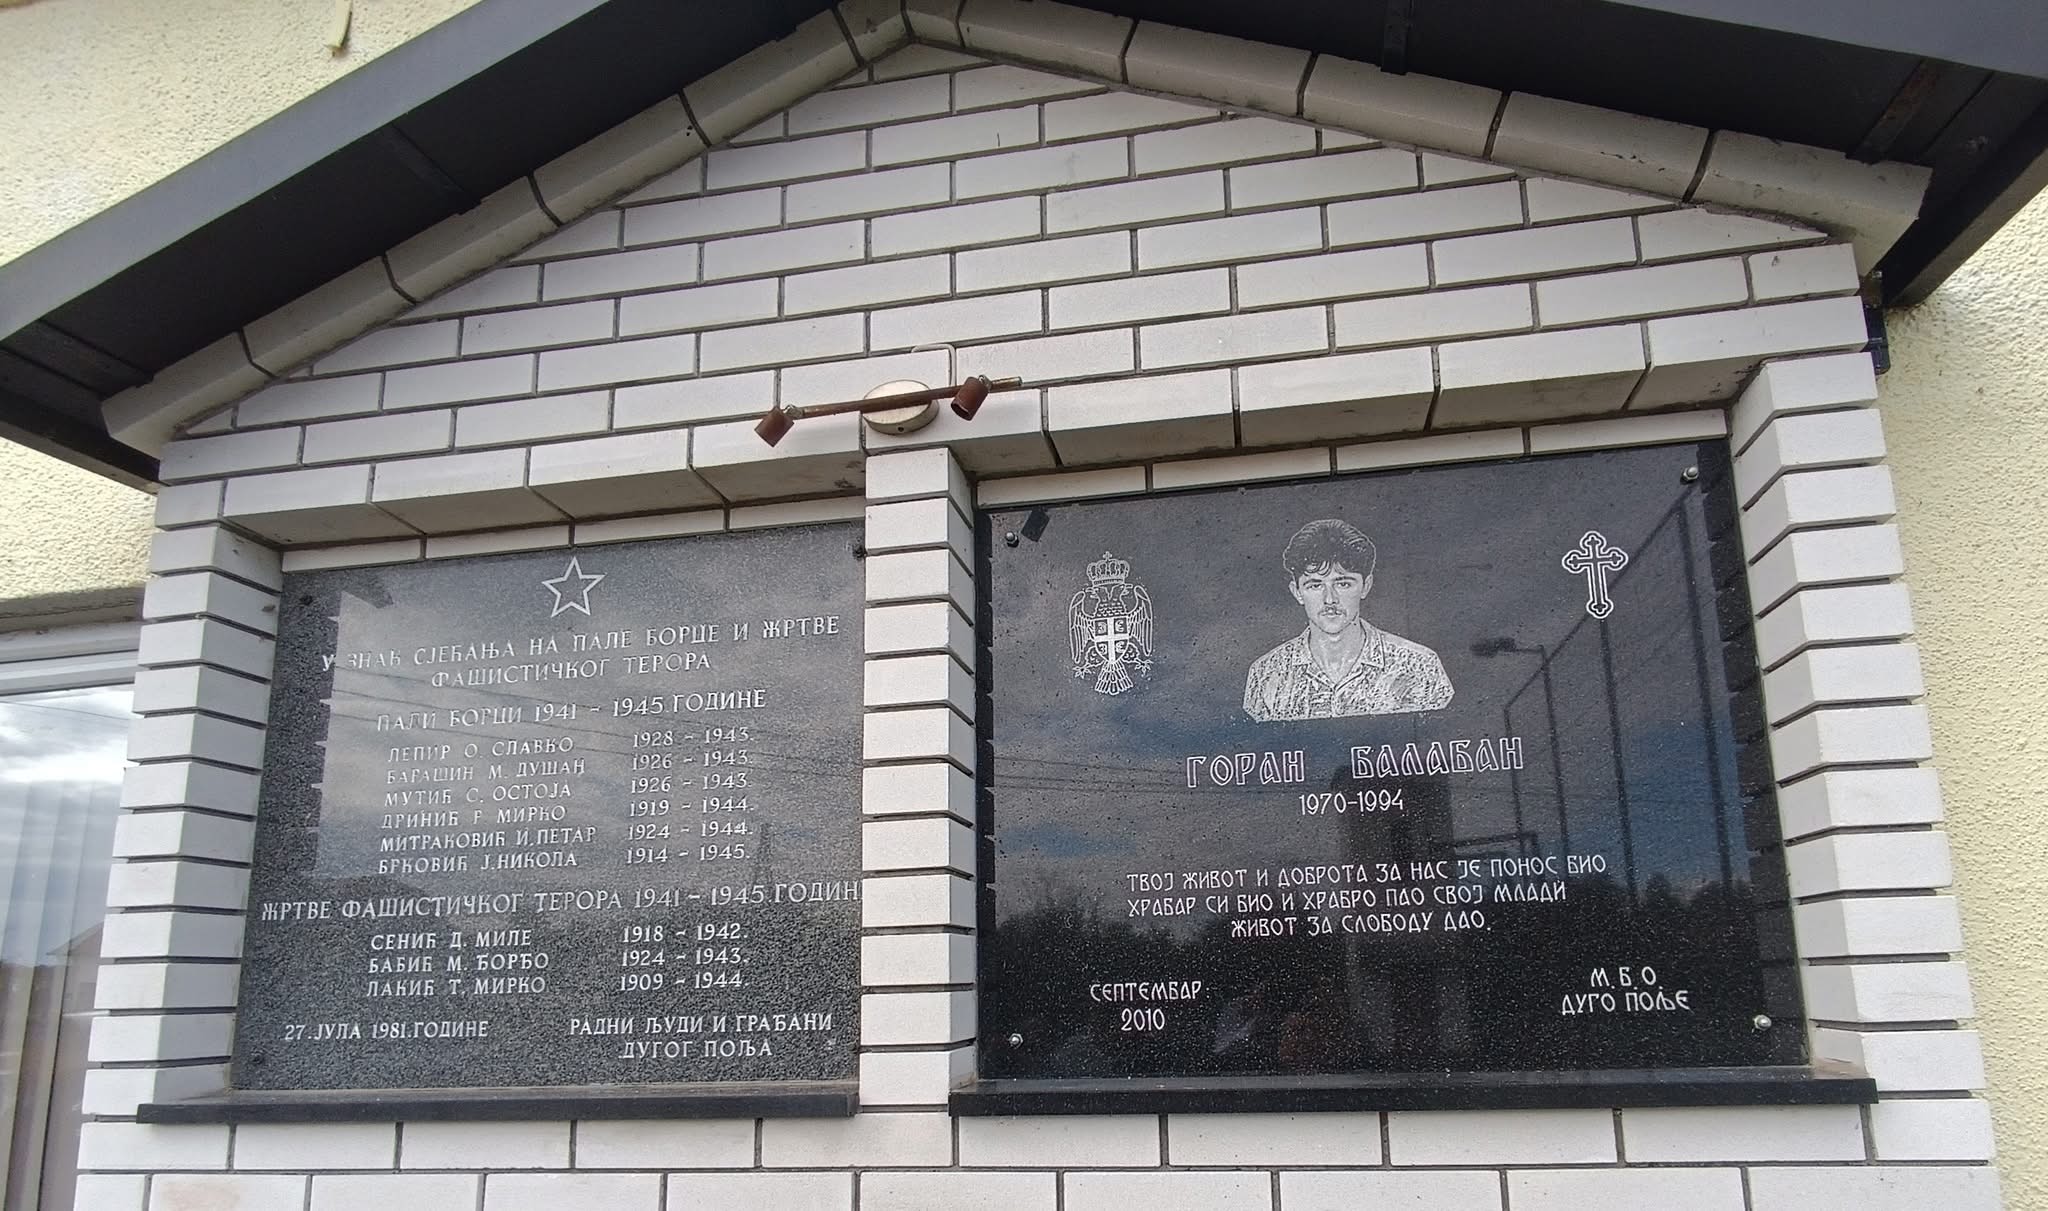 У ЗНАК СЈЕЋАЊА НА ПАЛЕ БОРЦЕ И ЖРТВЕ
ФАШИСТИЧКОГ ТЕРОРА
ПАЛИ БОРЦИ 1941 - 1945. ГОДИНЕ
ЛЕПИР О. СЛАВКО 1928 - 1943.
БАРАШИН М. ДУШАН 1926 - 1943.
МУТИЋ С. ОСТОЈА 1926 - 1943.
ДРИНИЋ Р. МИРКО 1919 - 1944.
МИТРАКОВИЋ И. ПЕТАР 1924 - 1944.
БРКОВИЋ Ј. НИКОЛА 1914 - 1945.
ЖРТВЕ ФАШИСТИЧКОГ ТЕРОРА 1941 - 1945. ГОДИН
СЕНИЋ Д. МИЛЕ 1918 - 1942.
БАБИЋ М. ЂОРЂО 1924 - 1943.
ЛАКИЋ Т. МИРКО 1909 - 1944.
27. ЈУЛА 1981. ГОДИНЕ
РАДНИ ЉУДИ И ГРАЂАНИ
ДУГОГ ПОЉА
ГОРАН БАЛАБАН
1970-1994
ТВОЈ ЖИВОТ И ДОБРОТА ЗА НАС ЈЕ ПОНОС БИО
ХРАБАР СИ БИО И ХРАБРО ПАО СВОЈ МЛАДИ
ЖИВОТ ЗА СЛОБОДУ ДАО.
СЕПТЕМБАР
2010
М.Б.О.
ДУГО ПОЉЕ